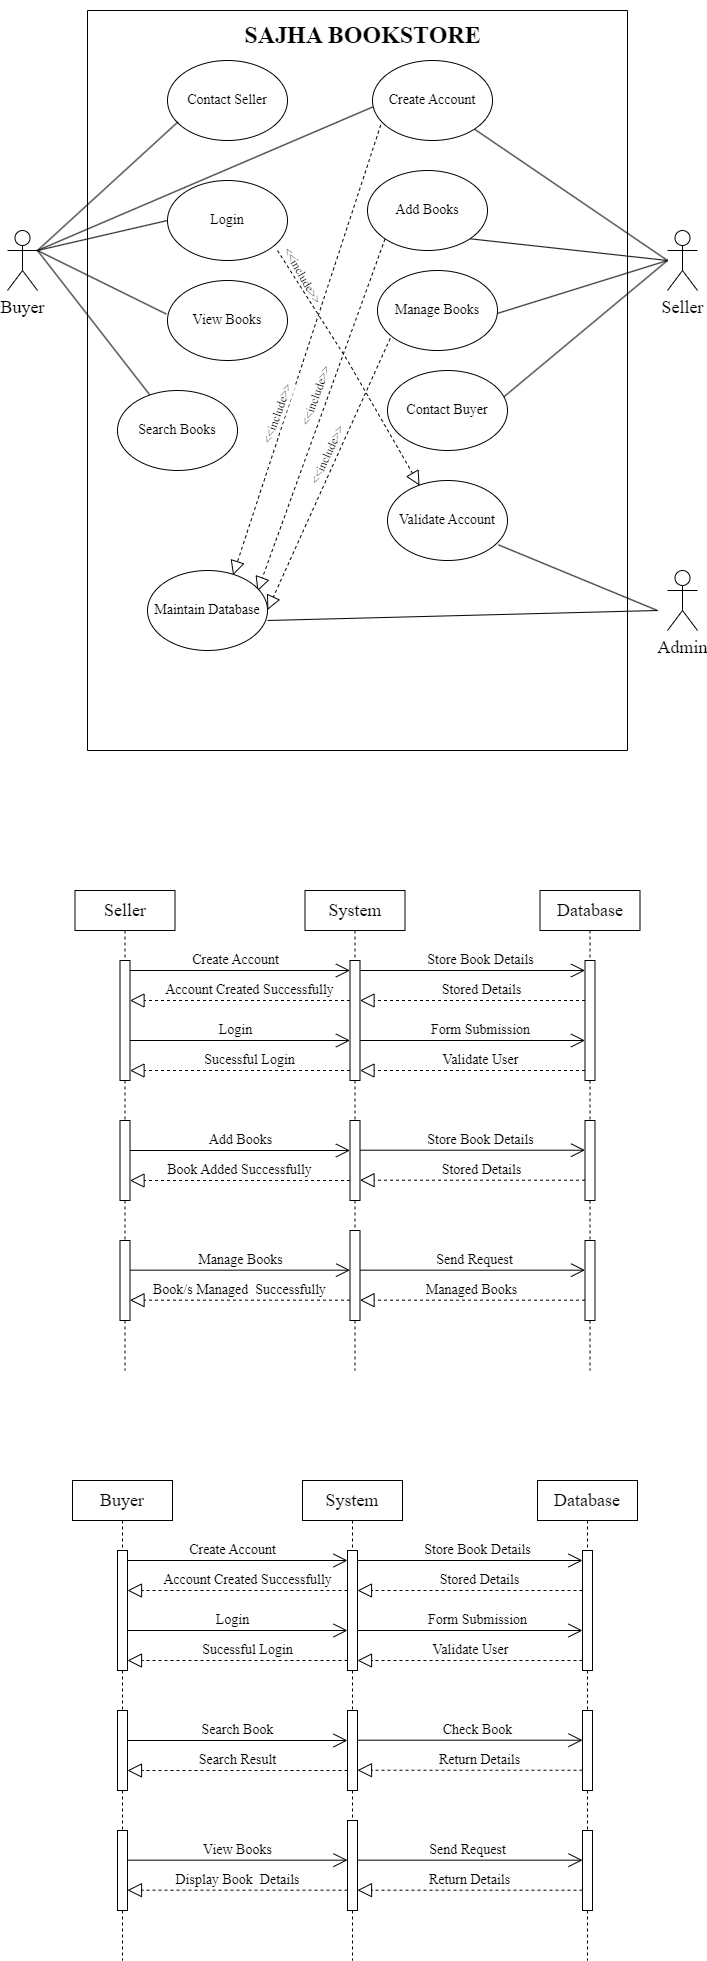 SAJHA BOOKSTORE
Contact Seller
Create Account
Login
Add Books
<<include>>
Buyer
View Books
Manage Books
Seller
<<include>>
<<include>>
<<include>>
Search Books
Contact Buyer
Validate Account
Maintain Database
Admin
Seller
System
Database
Create Account
Store Book Details
Account Created Successfully
Stored Details
Login
Form Submission
Sucessful Login
Validate User
Add Books
Store Book Details
Book Added Successfully
Stored Details
Manage Books
Send Request
Book/s Managed  Successfully
Managed Books
Buyer
System
Database
Create Account
Store Book Details
Account Created Successfully
Stored Details
Login
Form Submission
Sucessful Login
Validate User
Search Book
Check Book
Search Result
Return Details
View Books
Send Request
Display Book  Details
Return Details